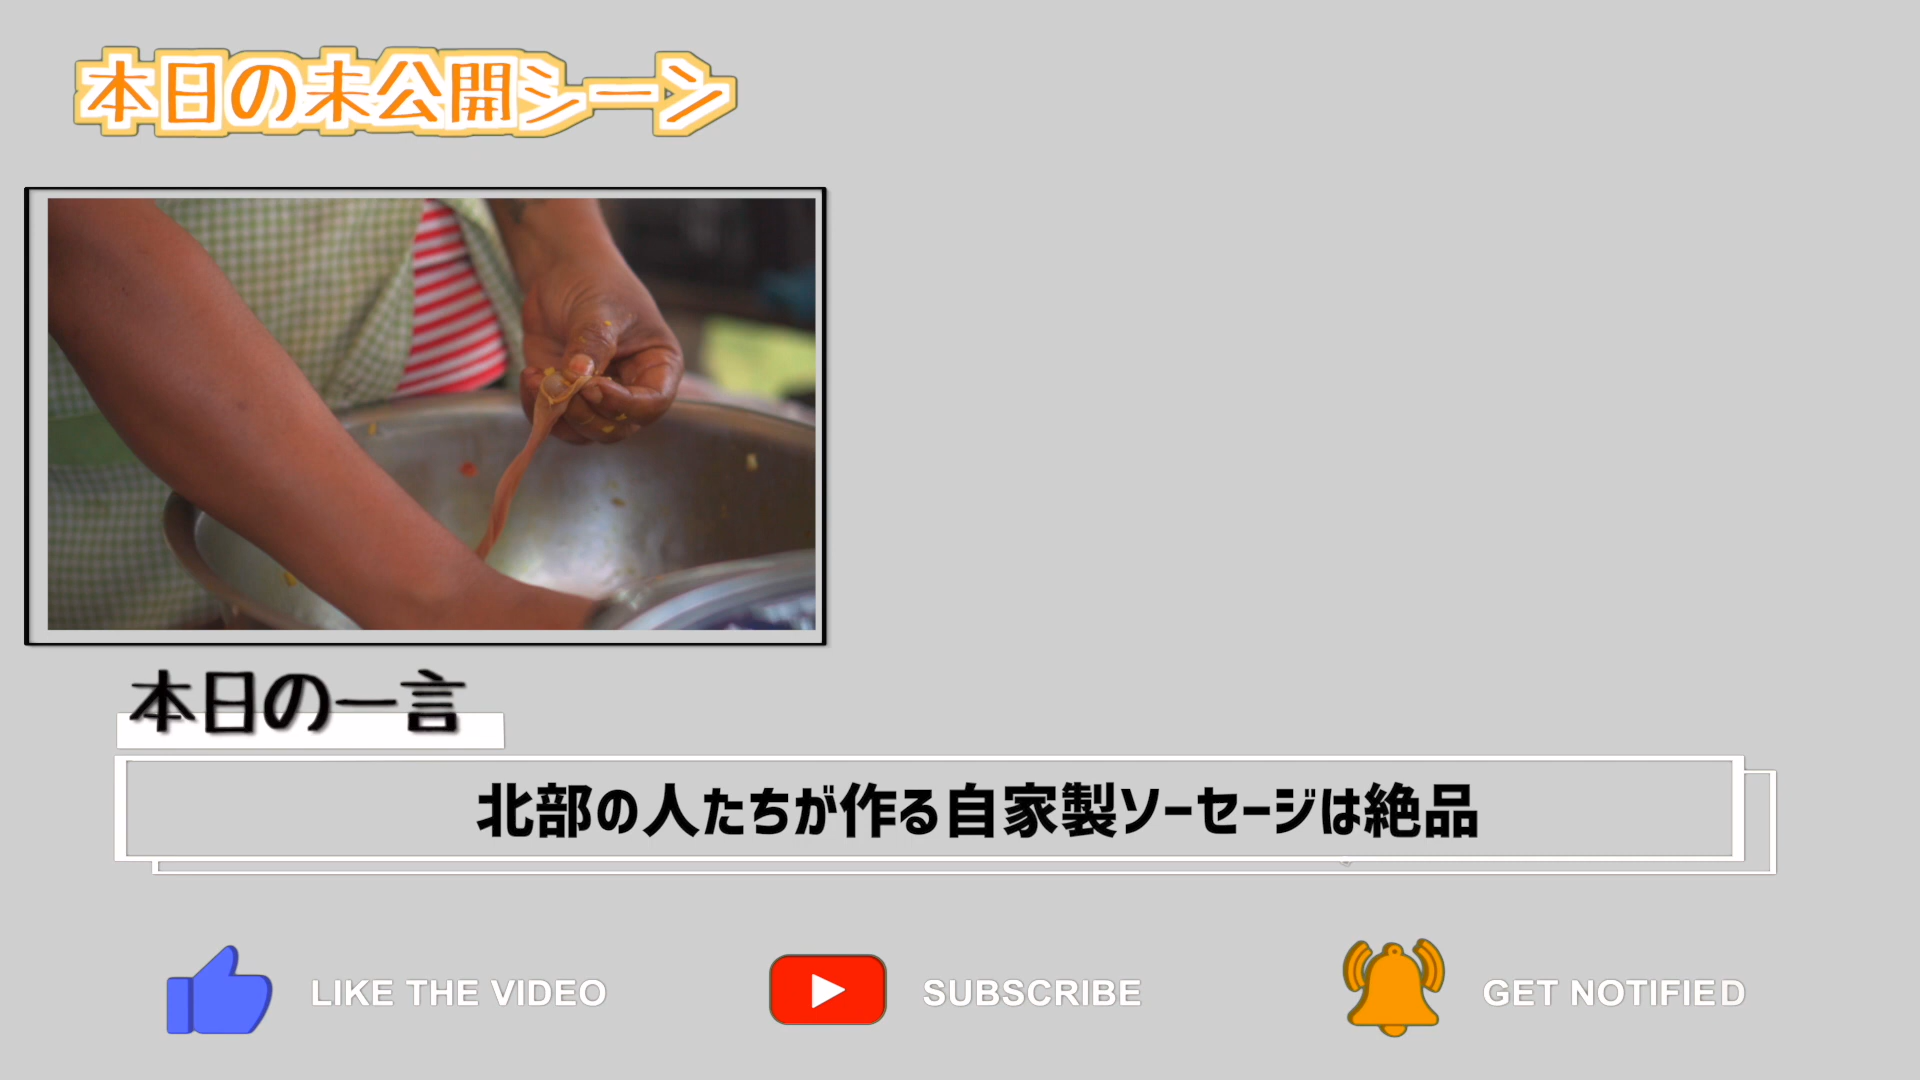 本日の未公開シーン
本日の一言
北部の人たちが作る自家製ソーセージは絶品
LIKE THE VIDEO
SUBSCRIBE
GET NOTIFIED